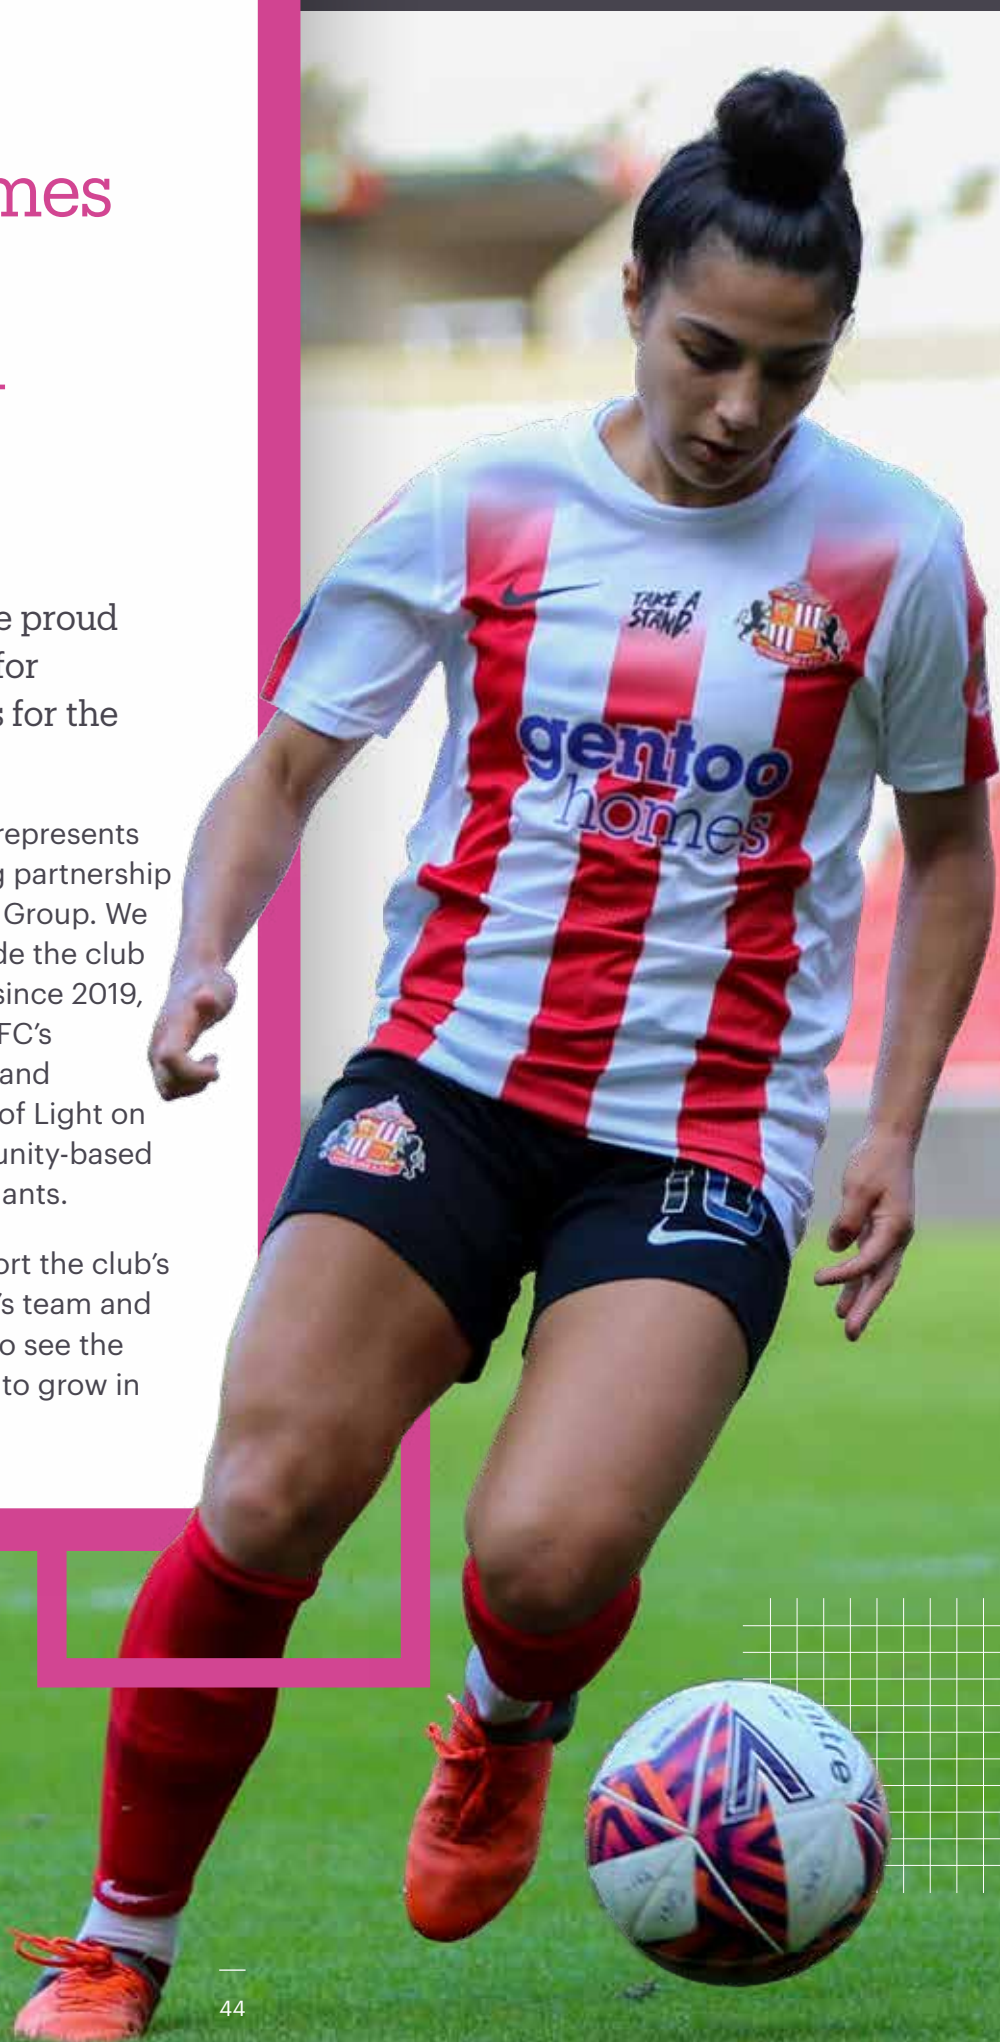 mes
e proud
for
s for the
represents
g partnership
Group. We
de the club
since 2019,
FC's
and
of Light on
unity-based
ants.
ort the club's
's team and
o see the
to grow in
TAKE A
STAND.
gentoo
homes
10
mitre
44